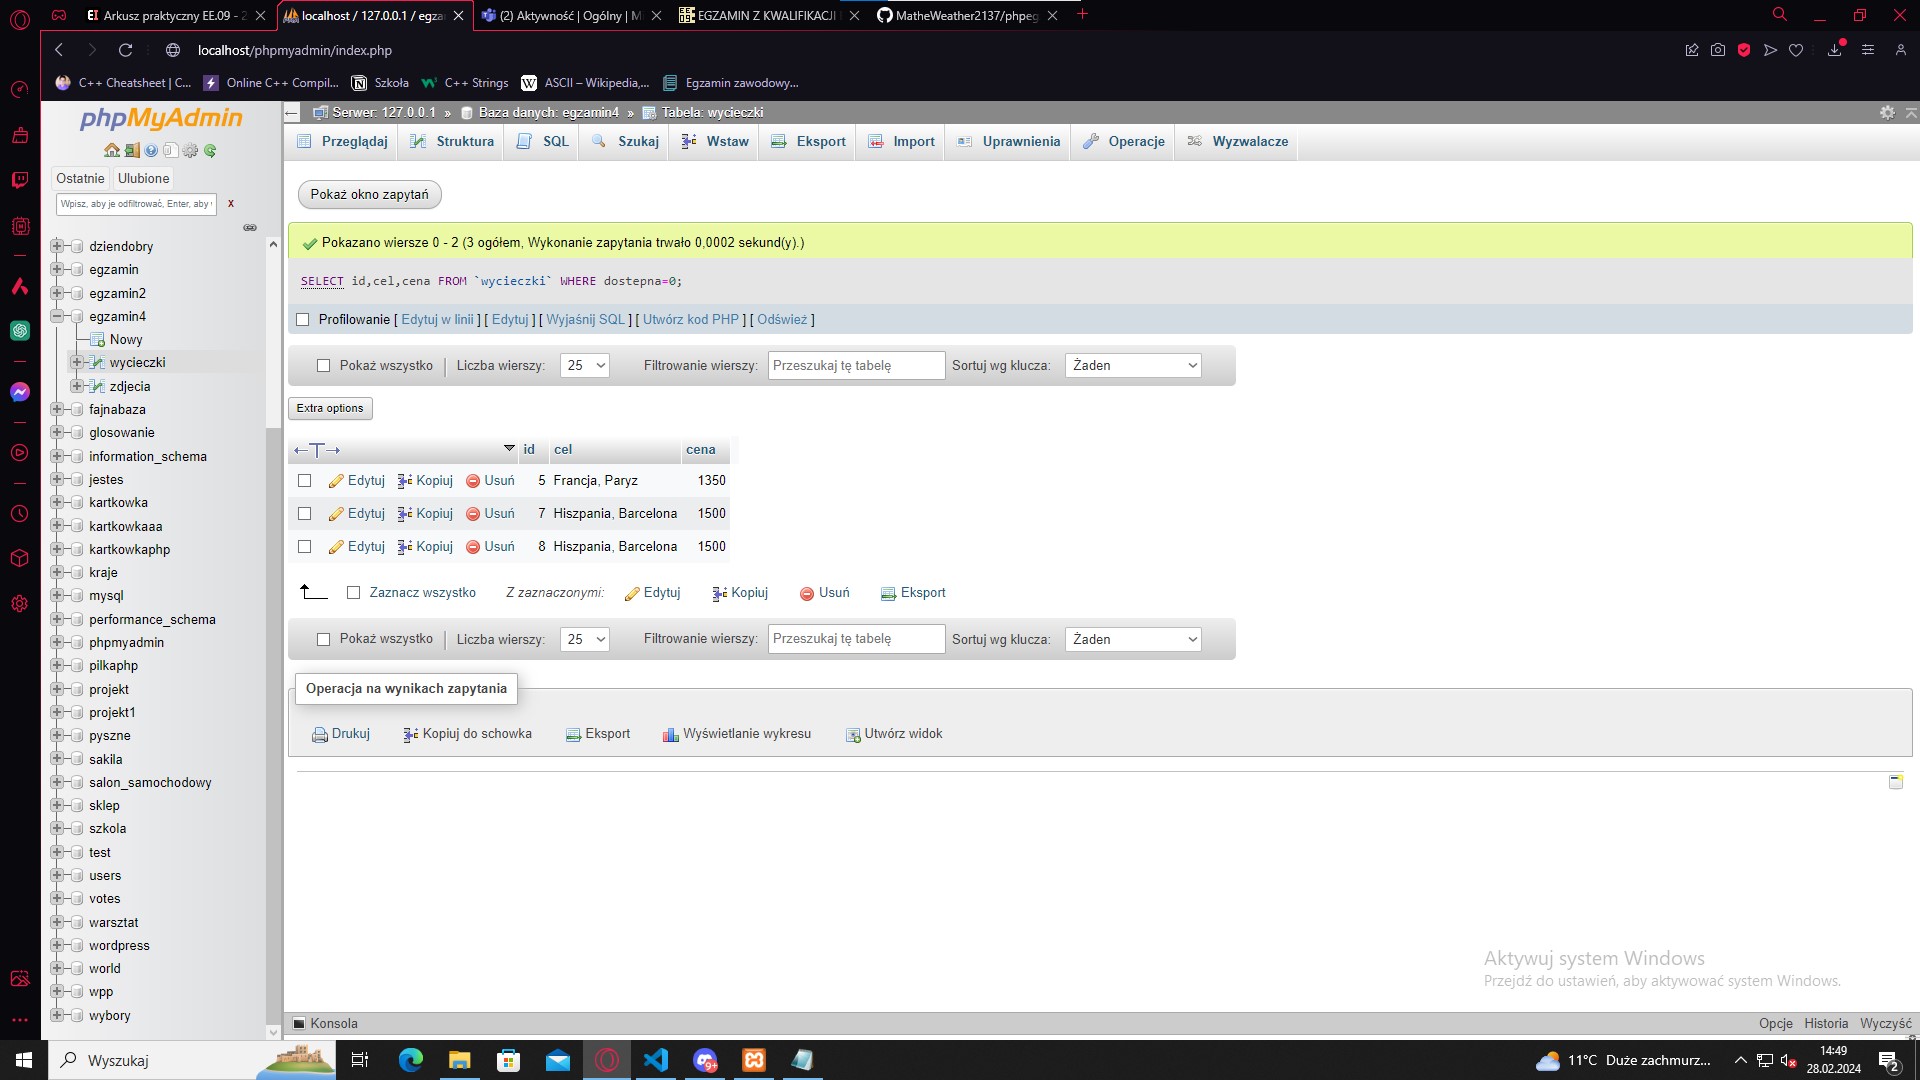 Arkusz praktyczny EE.09 - 2
localhost / 127.0.0.1 / egza
(2) Aktywność | Ogólny | M
EGZAMIN Z KWALIFIKACJI
MatheWeather2137/phpeg
localhost/phpmyadmin/index.php
C++ Cheatsheet | C...
Online C++ Compil...
Szkoła
C++ Strings
ASCII – Wikipedia,...
Egzamin zawodowy...
phpMyAdmin
Ostatnie
Ulubione
Wpisz, aby je odfiltrować, Enter, aby
X
dziendobry
egzamin
egzamin2
egzamin4
Nowy
wycieczki
zdjecia
fajnabaza
glosowanie
information_schema
jestes
kartkowka
kartkowkaaa
kartkowkaphp
kraje
mysql
performance_schema
phpmyadmin
pilkaphp
projekt
projekt1
pyszne
sakila
salon_samochodowy
sklep
szkola
test
users
votes
warsztat
wordpress
world
wpp
wybory
Serwer: 127.0.0.1 » Baza danych: egzamin4 » Tabela: wycieczki
Przeglądaj
Struktura
SQL
Szukaj
Wstaw
Eksport
Import
Uprawnienia
Operacje
Wyzwalacze
Pokaż okno zapytań
Pokazano wiersze 0 - 2 (3 ogółem, Wykonanie zapytania trwało 0,0002 sekund(y).)
SELECT id,cel,cena FROM `wycieczki` WHERE dostepna=0;
Profilowanie [ Edytuj w linii ] [ Edytuj ] [ Wyjaśnij SQL ] [ Utwórz kod PHP ] [ Odśwież ]
Pokaż wszystko | Liczba wierszy: 25 Filtrowanie wierszy: Przeszukaj tę tabelę Sortuj wg klucza: Żaden
Extra options
←T→ id cel cena
Edytuj Kopiuj Usuń 5 Francja, Paryz 1350
Edytuj Kopiuj Usuń 7 Hiszpania, Barcelona 1500
Edytuj Kopiuj Usuń 8 Hiszpania, Barcelona 1500
Zaznacz wszystko Z zaznaczonymi: Edytuj Kopiuj Usuń Eksport
Pokaż wszystko | Liczba wierszy: 25 Filtrowanie wierszy: Przeszukaj tę tabelę Sortuj wg klucza: Żaden
Operacja na wynikach zapytania
Drukuj Kopiuj do schowka Eksport Wyświetlanie wykresu Utwórz widok
Aktywuj system Windows
Przejdź do ustawień, aby aktywować system Windows.
Konsola
Opcje Historia Wyczyść
Wyszukaj
9+
11°C Duże zachmurz...
14:49
28.02.2024
2